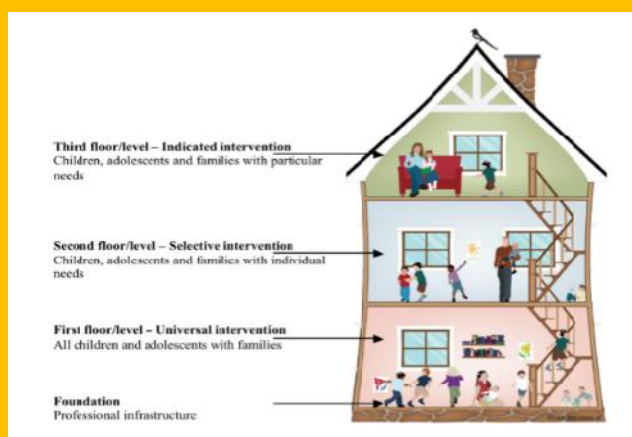 Third floor/level – Indicated intervention
Children, adolescents and families with particular
needs
Second floor/level – Selective intervention
Children, adolescents and families with individual
needs
First floor/level – Universal intervention
All children and adolescents with families
Foundation
Professional infrastructure